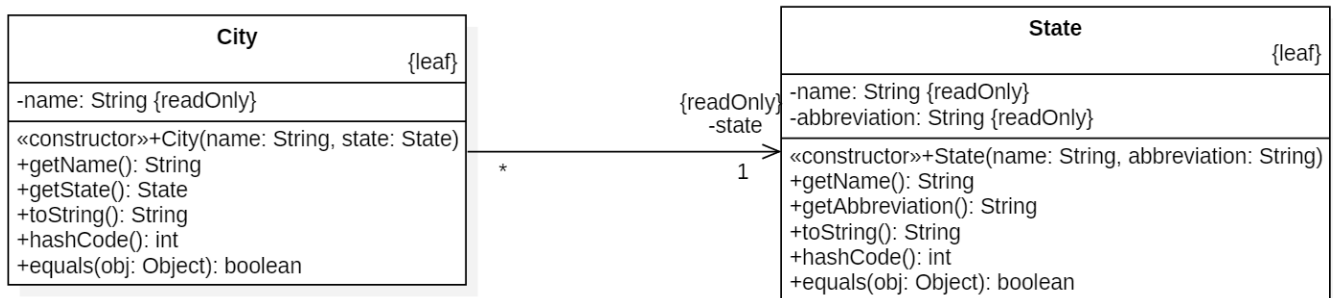 City
{leaf}
-name: String {readOnly}
«constructor»+City(name: String, state: State)
+getName(): String
+getState(): State
+toString(): String
+hashCode(): int
+equals(obj: Object): boolean
{readOnly}
-state
*
1
State
{leaf}
-name: String {readOnly}
-abbreviation: String {readOnly}
«constructor»+State(name: String, abbreviation: String)
+getName(): String
+getAbbreviation(): String
+toString(): String
+hashCode(): int
+equals(obj: Object): boolean